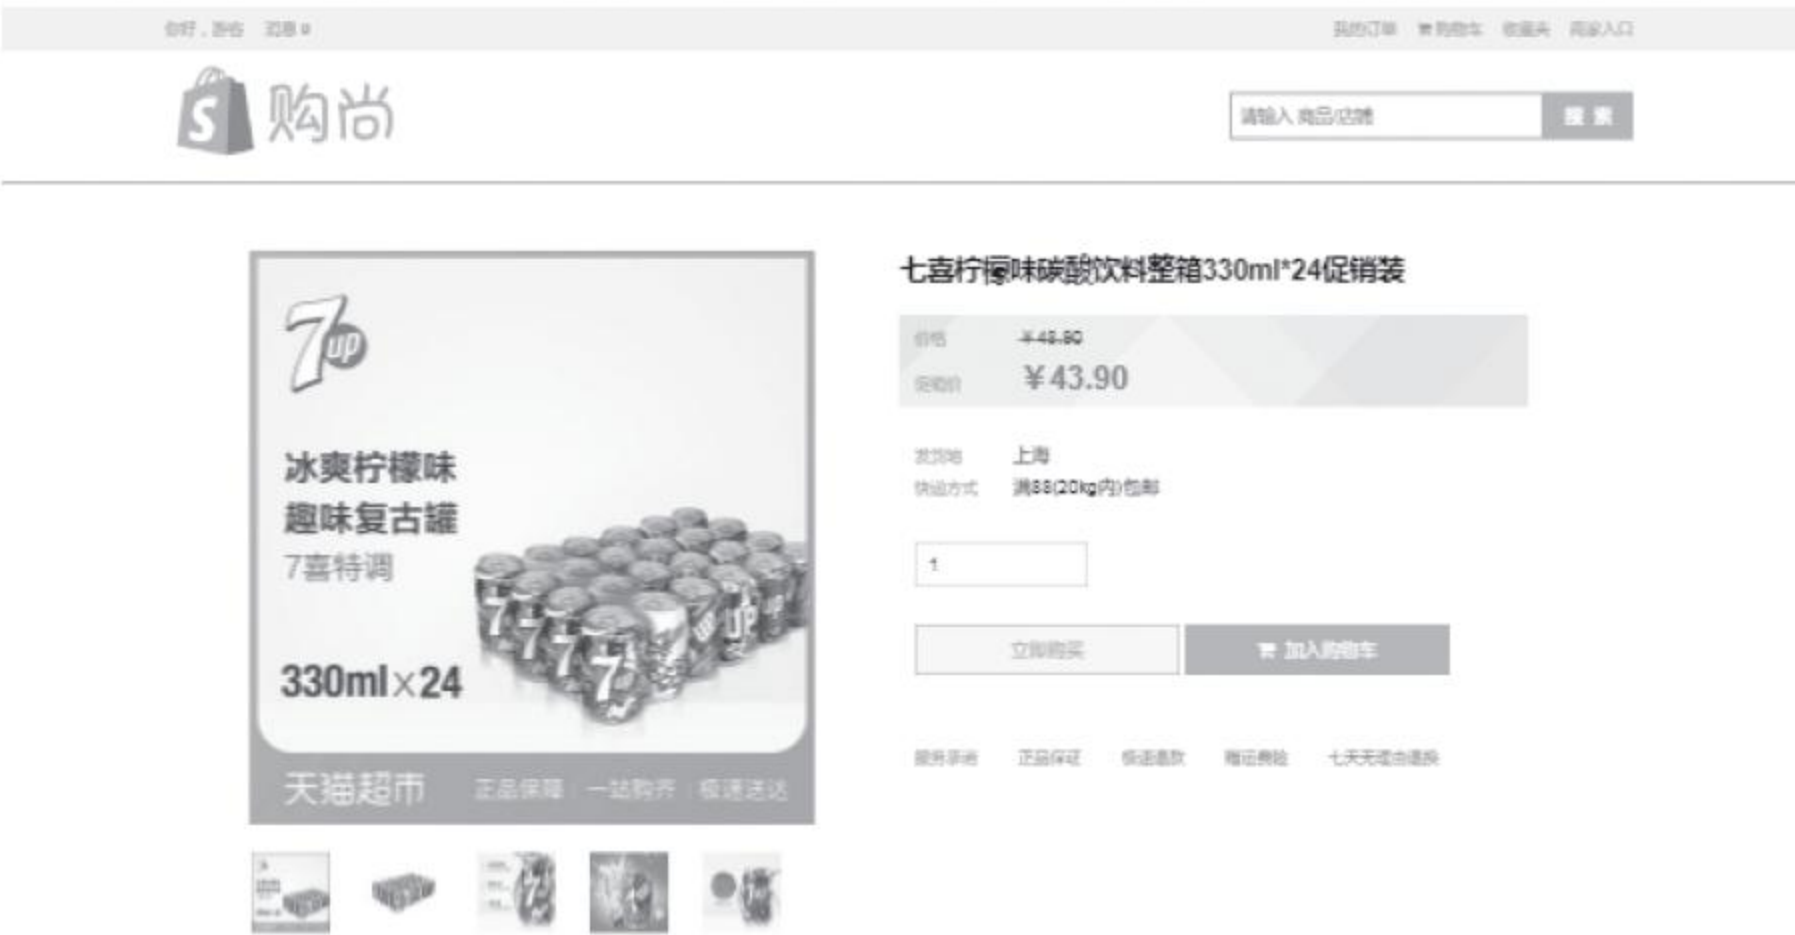 你好，游客 消息0
我的订单 购物车 收藏夹 商家入口
S 购尚
请输入 商品/店铺
搜 索
七喜柠檬味碳酸饮料整箱330ml*24促销装
价格 ¥48.90
促销价 ¥43.90
发货地 上海
快运方式 满88(20kg内)包邮
1
立即购买 加入购物车
服务承诺 正品保证 极速退款 赠运费险 七天无理由退换
7up
冰爽柠檬味
趣味复古罐
7喜特调
330ml×24
天猫超市 正品保障 一站购齐 极速送达